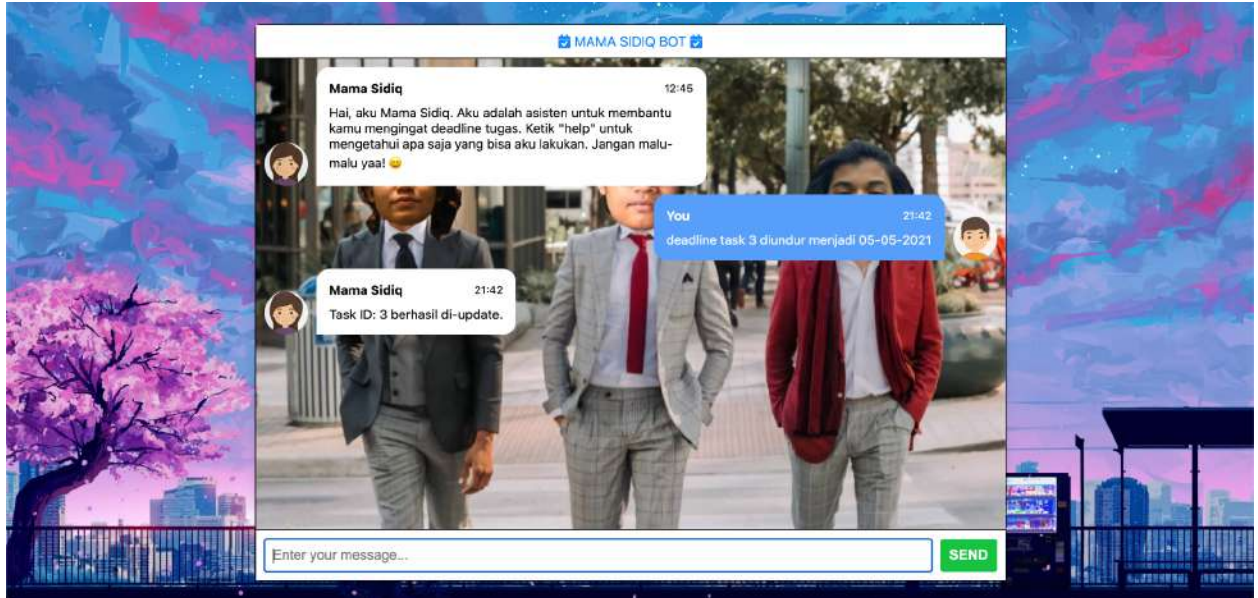 MAMA SIDIQ BOT
Mama Sidiq 12:45
Hai, aku Mama Sidiq. Aku adalah asisten untuk membantu
kamu mengingat deadline tugas. Ketik "help" untuk
mengetahui apa saja yang bisa aku lakukan. Jangan malu-
malu yaa! 😄
You 21:42
deadline task 3 diundur menjadi 05-05-2021
Mama Sidiq 21:42
Task ID: 3 berhasil di-update.
Enter your message...
SEND